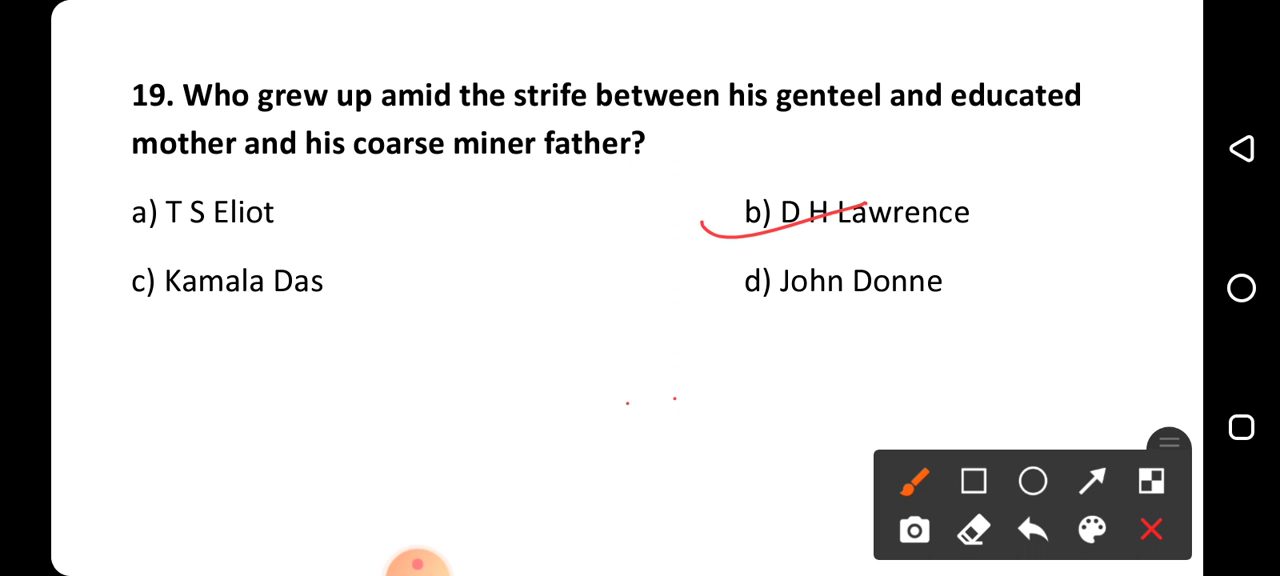 19. Who grew up amid the strife between his genteel and educated
mother and his coarse miner father?
a) T S Eliot
b) D H Lawrence
c) Kamala Das
d) John Donne